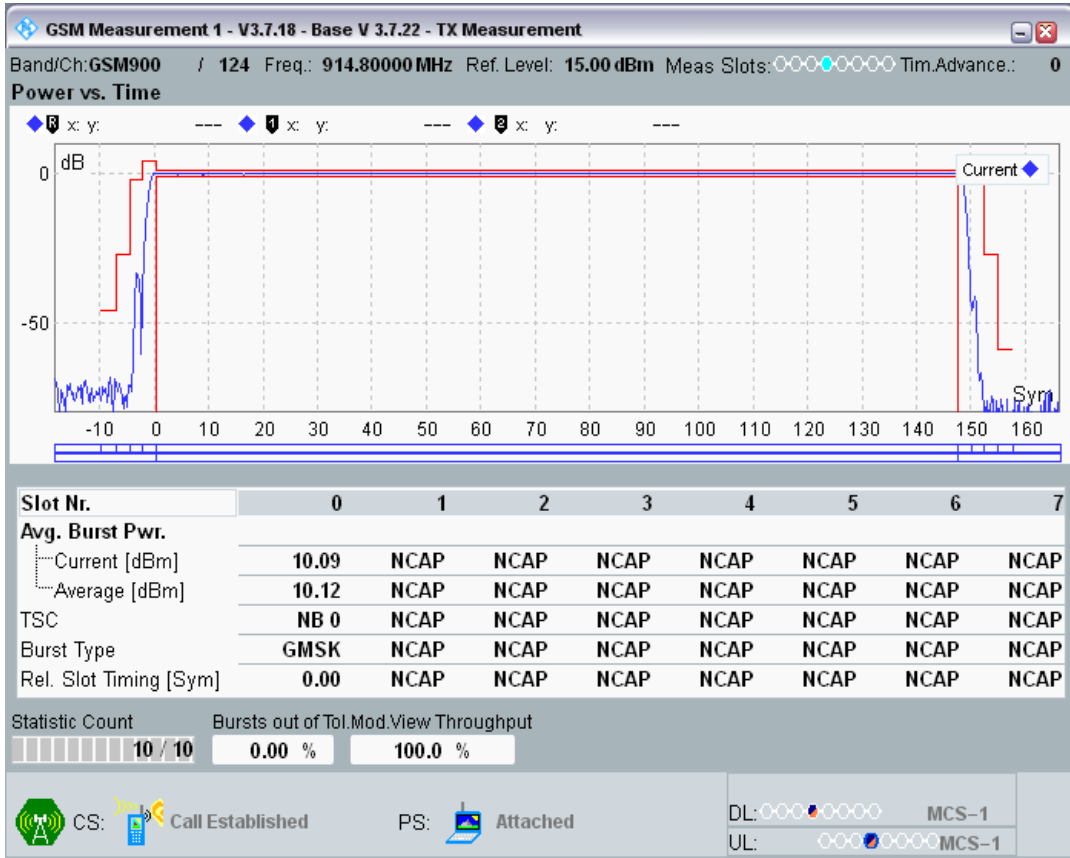 GSM Measurement 1 - V3.7.18 - Base V 3.7.22 - TX Measurement
Band/Ch:GSM900 / 124 Freq.: 914.80000 MHz Ref. Level: 15.00 dBm Meas Slots: Tim.Advance.: 0
Power vs. Time
R x: y: --- 1 x: y: --- 2 x: y: ---
dB
Current
0
-50
Sym
-10 0 10 20 30 40 50 60 70 80 90 100 110 120 130 140 150 160
Slot Nr. 0 1 2 3 4 5 6 7
Avg. Burst Pwr.
Current [dBm] 10.09 NCAP NCAP NCAP NCAP NCAP NCAP NCAP
Average [dBm] 10.12 NCAP NCAP NCAP NCAP NCAP NCAP NCAP
TSC NB 0 NCAP NCAP NCAP NCAP NCAP NCAP NCAP
Burst Type GMSK NCAP NCAP NCAP NCAP NCAP NCAP NCAP
Rel. Slot Timing [Sym] 0.00 NCAP NCAP NCAP NCAP NCAP NCAP NCAP
Statistic Count Bursts out of Tol.Mod.View Throughput
10 / 10 0.00 % 100.0 %
CS: Call Established PS: Attached
DL: MCS-1
UL: MCS-1